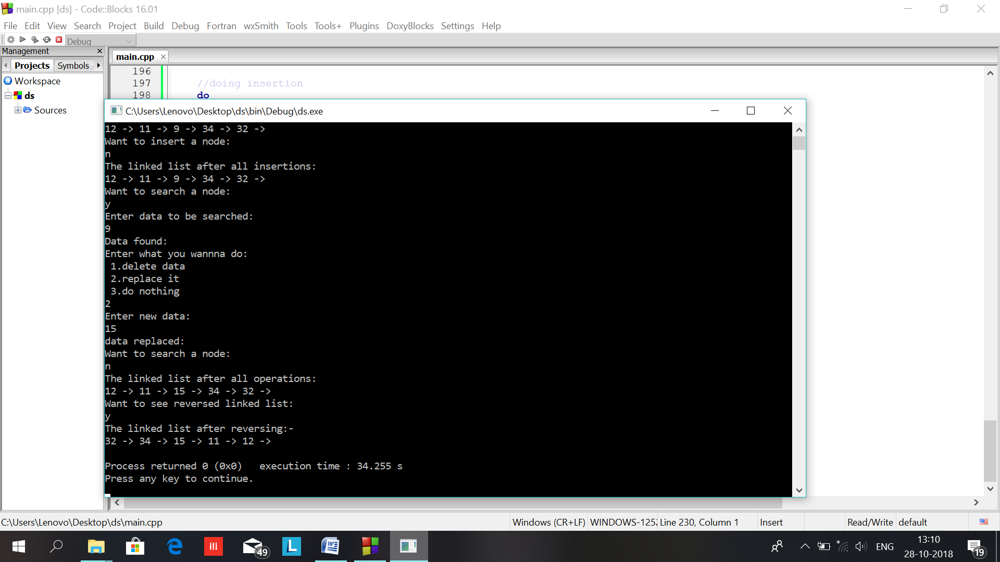 main.cpp [ds] - Code::Blocks 16.01
File Edit View Search Project Build Debug Fortran wxSmith Tools Tools+ Plugins DoxyBlocks Settings Help
Debug
Management
main.cpp
Projects Symbols
Workspace
ds
Sources
196
197 //doing insertion
198 do
C:\Users\Lenovo\Desktop\ds\bin\Debug\ds.exe
12 -> 11 -> 9 -> 34 -> 32 ->
Want to insert a node:
n
The linked list after all insertions:
12 -> 11 -> 9 -> 34 -> 32 ->
Want to search a node:
y
Enter data to be searched:
9
Data found:
Enter what you wannna do:
1.delete data
2.replace it
3.do nothing
2
Enter new data:
15
data replaced:
Want to search a node:
n
The linked list after all operations:
12 -> 11 -> 15 -> 34 -> 32 ->
Want to see reversed linked list:
y
The linked list after reversing:-
32 -> 34 -> 15 -> 11 -> 12 ->
Process returned 0 (0x0)   execution time : 34.255 s
Press any key to continue.
C:\Users\Lenovo\Desktop\ds\main.cpp Windows (CR+LF) WINDOWS-1252 Line 230, Column 1 Insert Read/Write default
49 L W ENG 13:10
28-10-2018 19